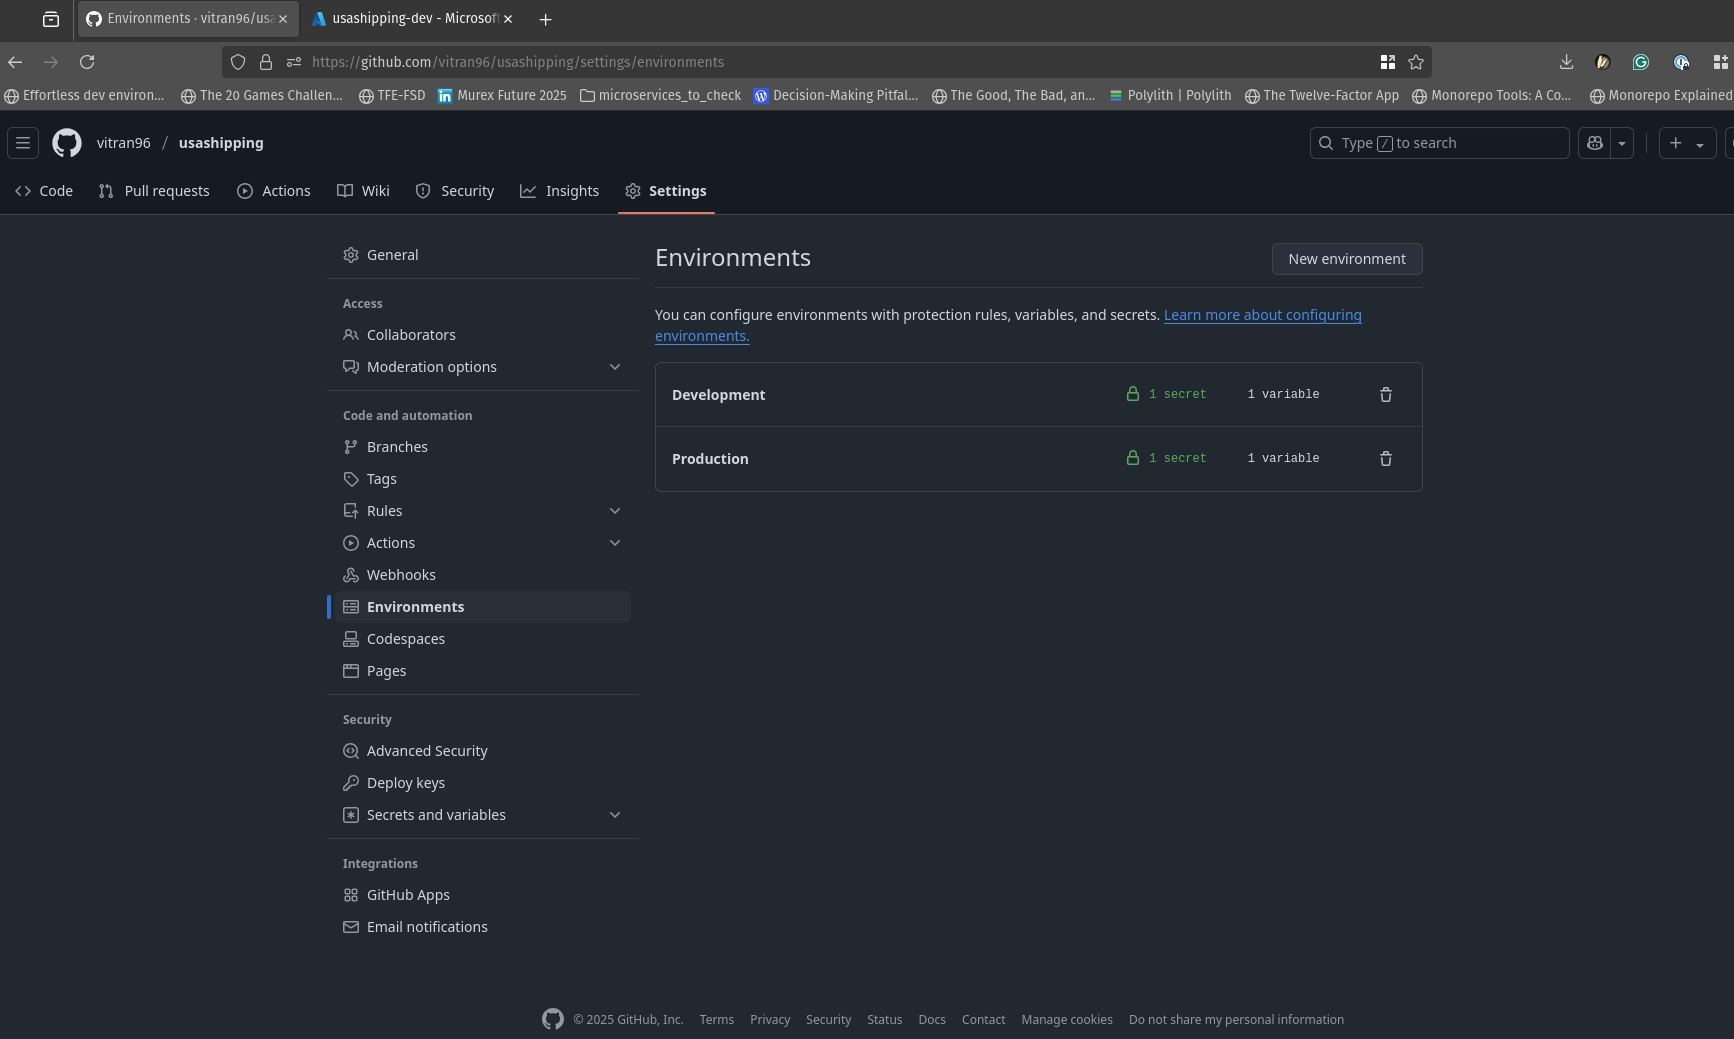 Environments · vitran96/usa
usashipping-dev - Microsoft
https://github.com/vitran96/usashipping/settings/environments
Effortless dev environ...
The 20 Games Challen...
TFE-FSD
Murex Future 2025
microservices_to_check
Decision-Making Pitfal...
The Good, The Bad, an...
Polylith | Polylith
The Twelve-Factor App
Monorepo Tools: A Co...
Monorepo Explained
vitran96 / usashipping
Type / to search
Code
Pull requests
Actions
Wiki
Security
Insights
Settings
General
Access
Collaborators
Moderation options
Code and automation
Branches
Tags
Rules
Actions
Webhooks
Environments
Codespaces
Pages
Security
Advanced Security
Deploy keys
Secrets and variables
Integrations
GitHub Apps
Email notifications
Environments
New environment
You can configure environments with protection rules, variables, and secrets. Learn more about configuring
environments.
Development 1 secret 1 variable
Production 1 secret 1 variable
© 2025 GitHub, Inc. Terms Privacy Security Status Docs Contact Manage cookies Do not share my personal information